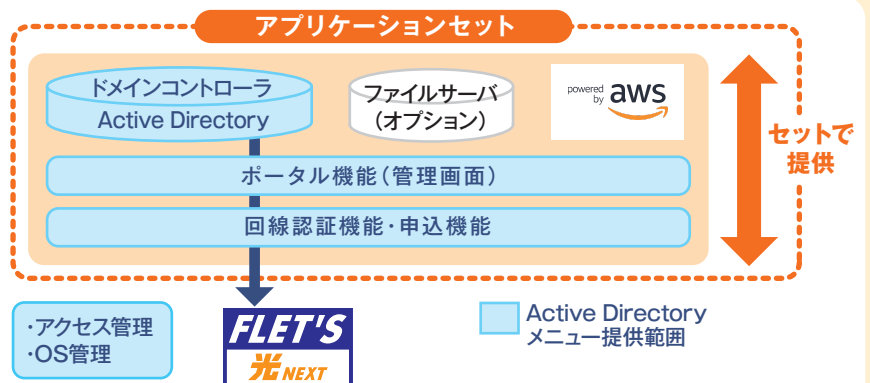 アプリケーションセット
ドメインコントローラ
Active Directory
ファイルサーバ
（オプション）
powered
by
aws
セットで
提供
ポータル機能（管理画面）
回線認証機能・申込機能
・アクセス管理
・OS管理
FLET'S
光 NEXT
Active Directory
メニュー提供範囲